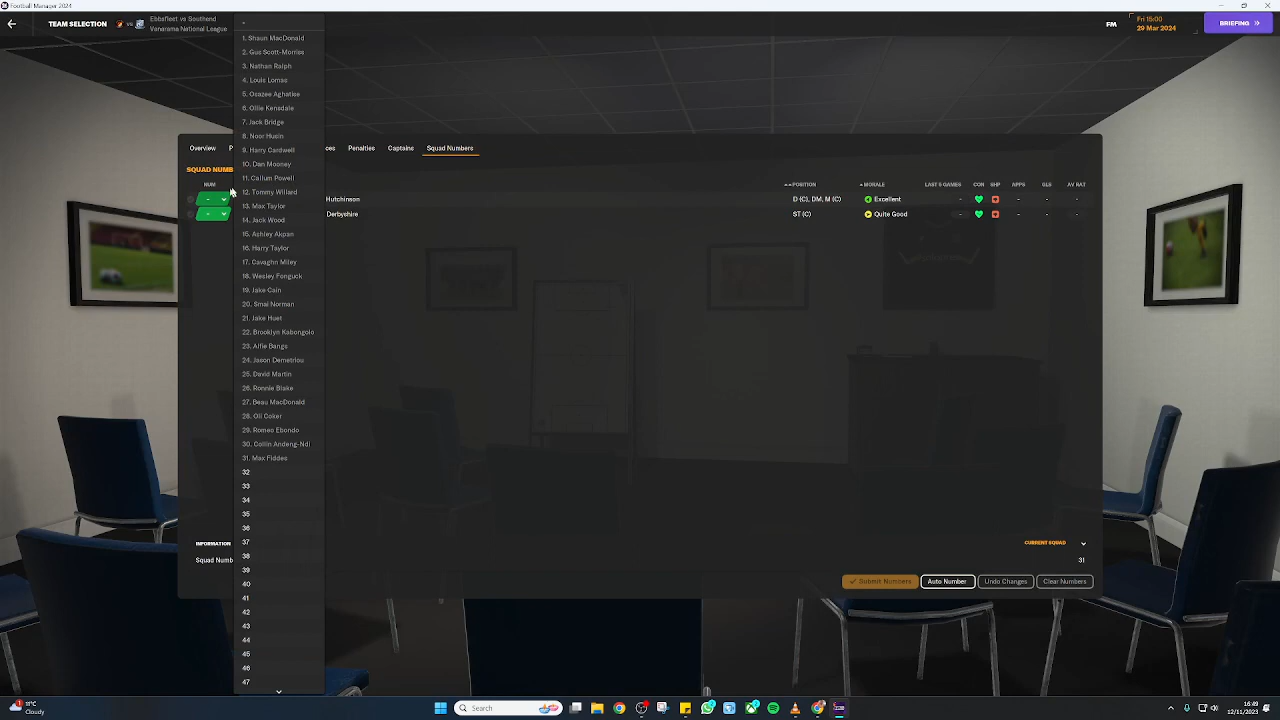 Football Manager 2024
TEAM SELECTION
vs
Ebbsfleet vs Southend
Vanarama National League
FM
Fri 15:00
29 Mar 2024
BRIEFING
-
1. Shaun MacDonald
2. Gus Scott-Morriss
3. Nathan Ralph
4. Louis Lomas
5. Osazee Aghatise
6. Ollie Kensdale
7. Jack Bridge
8. Noor Husin
9. Harry Cardwell
10. Dan Mooney
11. Callum Powell
12. Tommy Willard
13. Max Taylor
14. Jack Wood
15. Ashley Akpan
16. Harry Taylor
17. Cavaghn Miley
18. Wesley Fonguck
19. Jake Cain
20. Smal Norman
21. Jake Huet
22. Brooklyn Kabongolo
23. Alfie Bangs
24. Jason Demetriou
25. David Martin
26. Ronnie Blake
27. Beau MacDonald
28. Oli Coker
29. Romeo Ebondo
30. Collin Andeng-Ndi
31. Max Fiddes
32
33
34
35
36
37
38
39
40
41
42
43
44
45
46
47
Overview P ces Penalties Captains Squad Numbers
SQUAD NUMB
NUM POSITION MORALE LAST 5 GAMES CON SHP APPS GLS AV RAT
- Hutchinson D (C), DM, M (C) Excellent - - - -
- Derbyshire ST (C) Quite Good - - - -
INFORMATION CURRENT SQUAD
Squad Numb 31
Submit Numbers Auto Number Undo Changes Clear Numbers
1
11°C
Cloudy
Search
16:49
12/11/2023